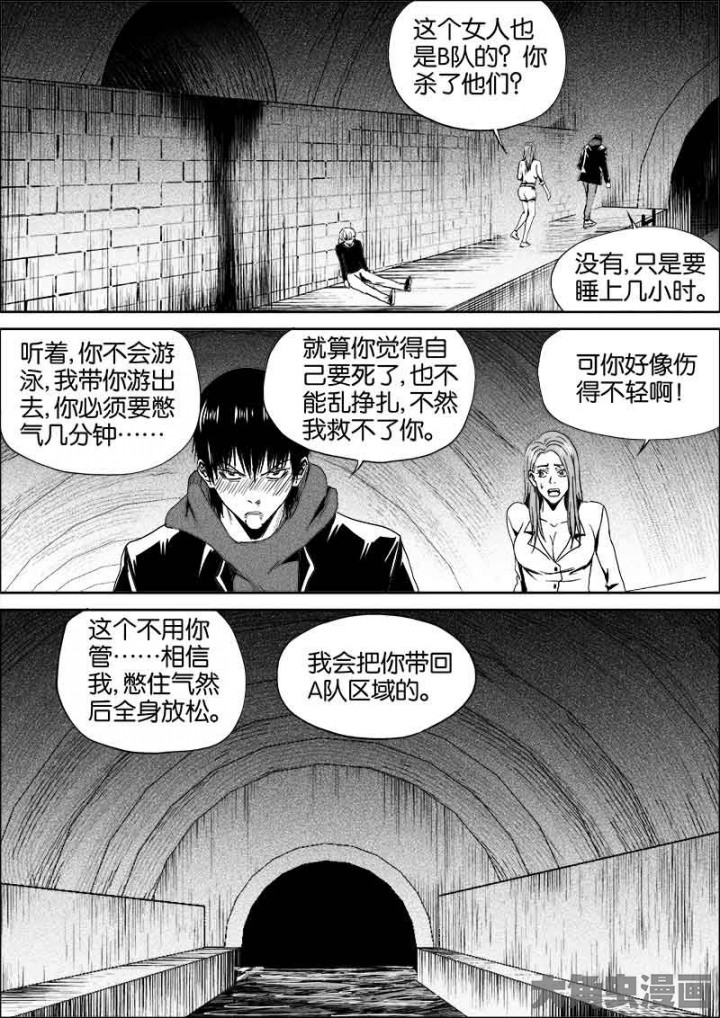 这个女人也
是B队的？你
杀了他们？
没有，只是要
睡上几小时。
听着，你不会游
泳，我带你游出
去，你必须要憋
气几分钟……
就算你觉得自
己要死了，也不
能乱挣扎，不然
我救不了你。
可你好像伤
得不轻啊！
这个不用你
管……相信
我，憋住气然
后全身放松。
我会把你带回
A队区域的。
大角虫漫画